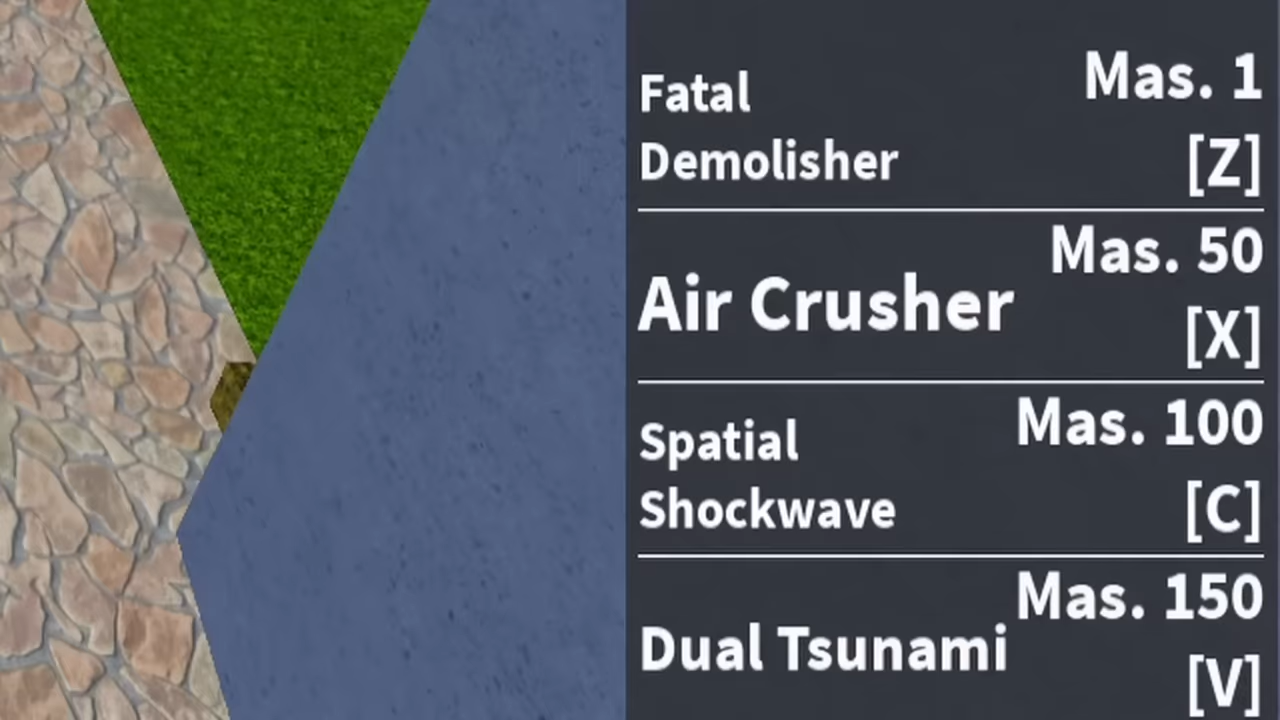 Mas. 1
Fatal
Demolisher
[Z]
Mas. 50
Air Crusher
[X]
Mas. 100
Spatial
Shockwave
[C]
Mas. 150
Dual Tsunami
[V]